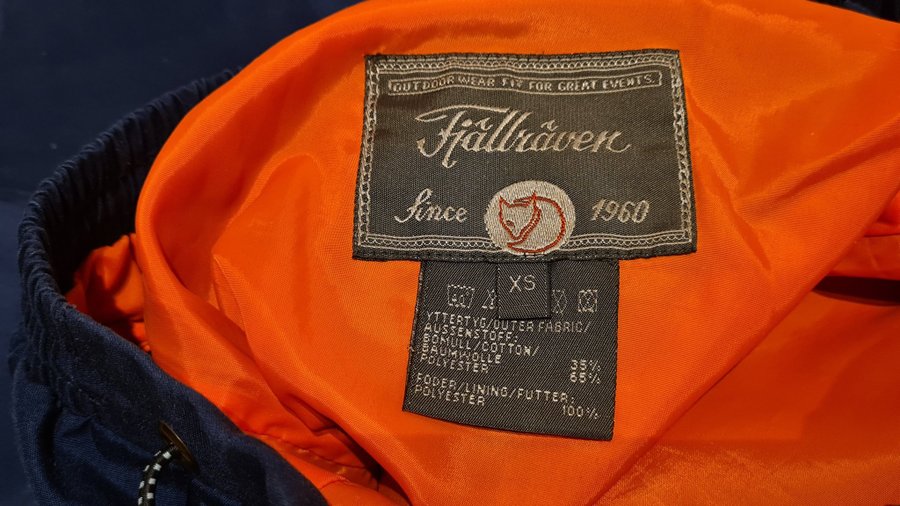 OUTDOOR WEAR FIT FOR GREAT EVENTS.
Fjällräven
Since 1960
XS
40
YTTERTYG/OUTER FABRIC/
AUSSENSTOFF:
BOMULL/COTTON/
BAUMWOLLE 35%
POLYESTER 65%
FODER/LINING/FUTTER:
POLYESTER 100%